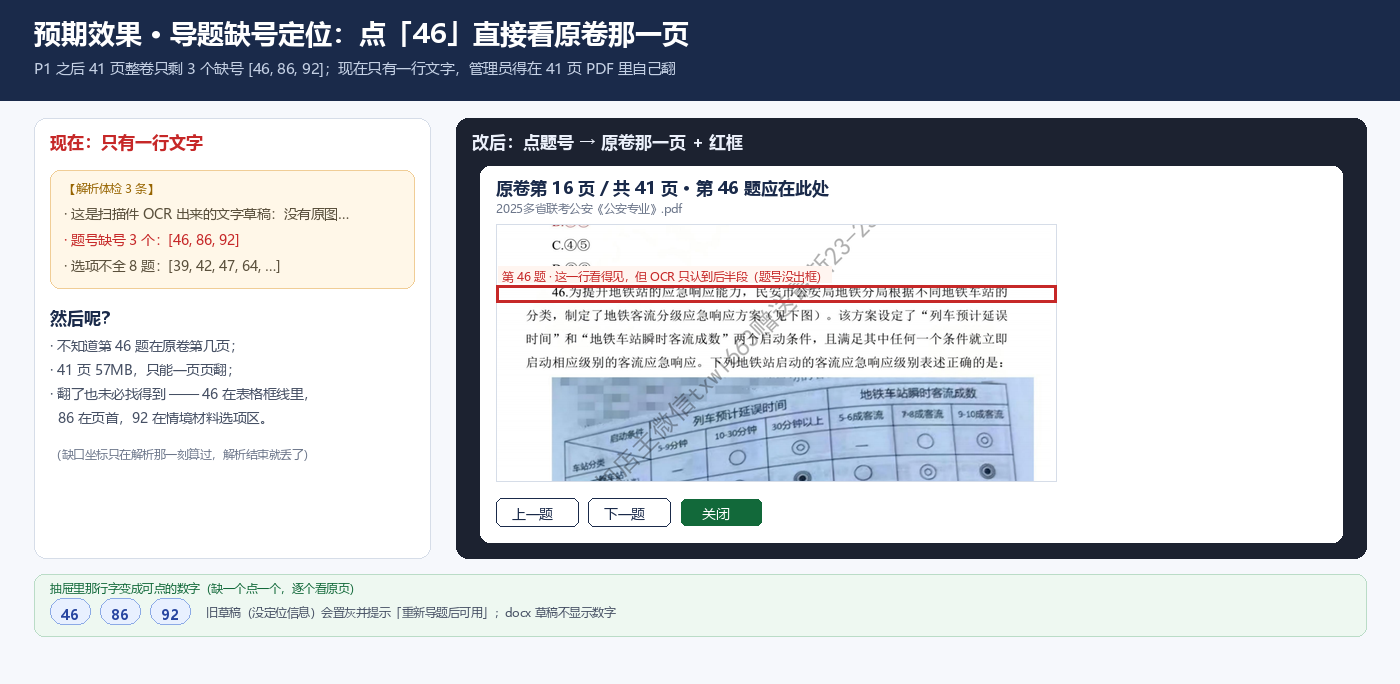 预期效果 • 导题缺号定位：点「46」直接看原卷那一页
P1 之后 41 页整卷只剩 3 个缺号 [46, 86, 92]；现在只有一行文字，管理员得在 41 页 PDF 里自己翻
现在：只有一行文字
【解析体检 3 条】
· 这是扫描件 OCR 出来的文字草稿：没有原图…
· 题号缺号 3 个：[46, 86, 92]
· 选项不全 8 题：[39, 42, 47, 64, …]
然后呢?
· 不知道第 46 题在原卷第几页；
· 41 页 57MB，只能一页页翻；
· 翻了也未必找得到 —— 46 在表格框线里，
86 在页首，92 在情境材料选项区。
（缺口坐标只在解析那一刻算过，解析结束就丢了）
改后：点题号 → 原卷那一页 + 红框
原卷第 16 页 / 共 41 页 • 第 46 题应在此处
2025多省联考公安《公安专业》.pdf
C.④⑤
第 46 题 · 这一行看得见，但 OCR 只认到后半段（题号没出框）
46.为提升地铁站的应急响应能力，民安市公安局地铁分局根据不同地铁车站的
分类，制定了地铁客流分级应急响应方案（见下图）。该方案设定了“列车预计延误
时间”和“地铁车站瞬时客流成数”两个启动条件，且满足其中任何一个条件就立即
启动相应级别的客流应急响应。下列地铁站启动的客流应急响应级别表述正确的是：
启动条件 列车预计延误时间 地铁车站瞬时客流成数
车站分类 5-9分钟 10-30分钟 30分钟以上 5-6成客流 7-8成客流 9-10成客流
上一题 下一题 关闭
抽屉里那行字变成可点的数字（缺一个点一个，逐个看原页）
46 86 92 旧草稿（没定位信息）会置灰并提示「重新导题后可用」；docx 草稿不显示数字